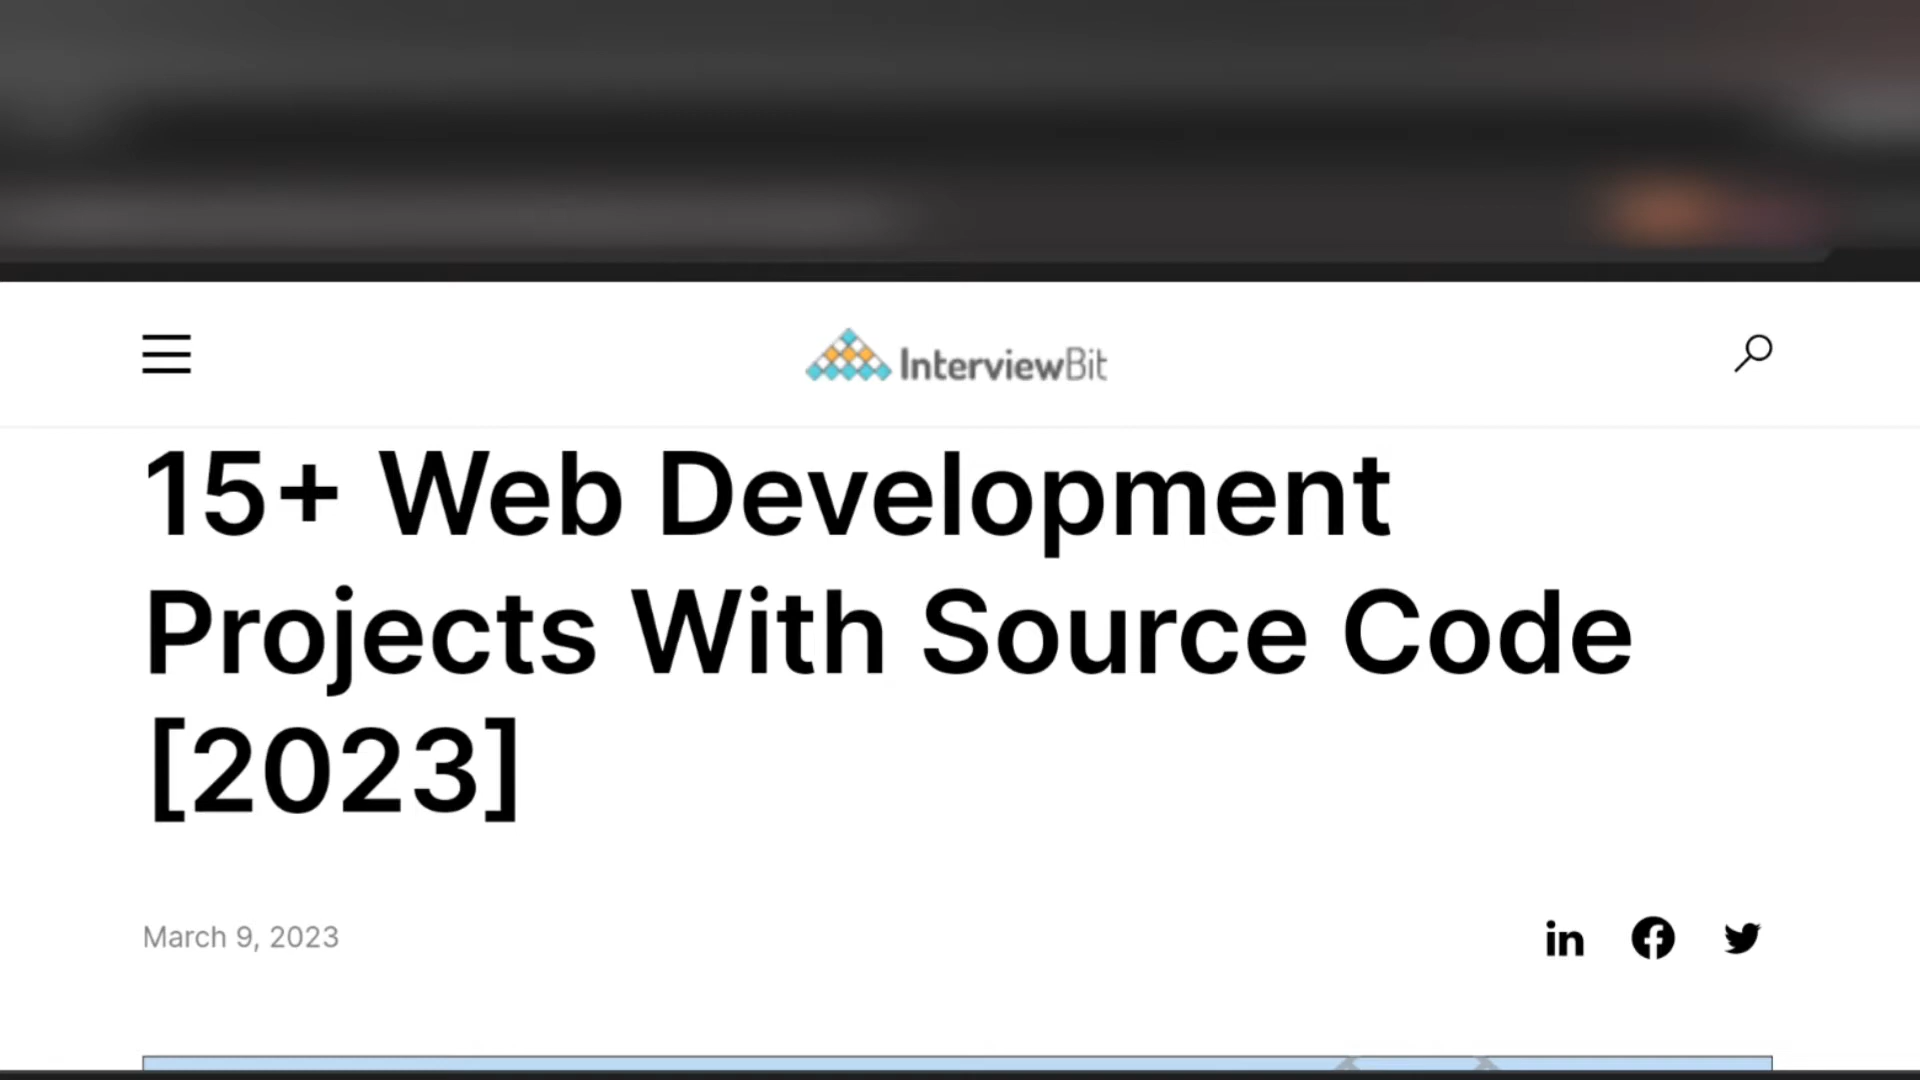 InterviewBit
15+ Web Development
Projects With Source Code
[2023]
March 9, 2023
in